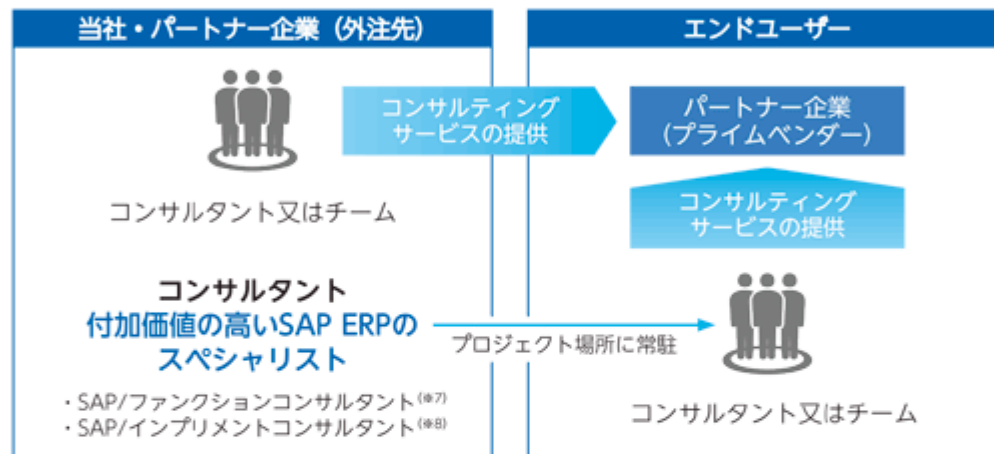 当社・パートナー企業（外注先）
コンサルタント又はチーム
コンサルタント
付加価値の高いSAP ERPの
スペシャリスト
・SAP/ファンクションコンサルタント(※7)
・SAP/インプリメントコンサルタント(※8)
コンサルティング
サービスの提供
プロジェクト場所に常駐
エンドユーザー
パートナー企業
(プライムベンダー)
コンサルティング
サービスの提供
コンサルタント又はチーム